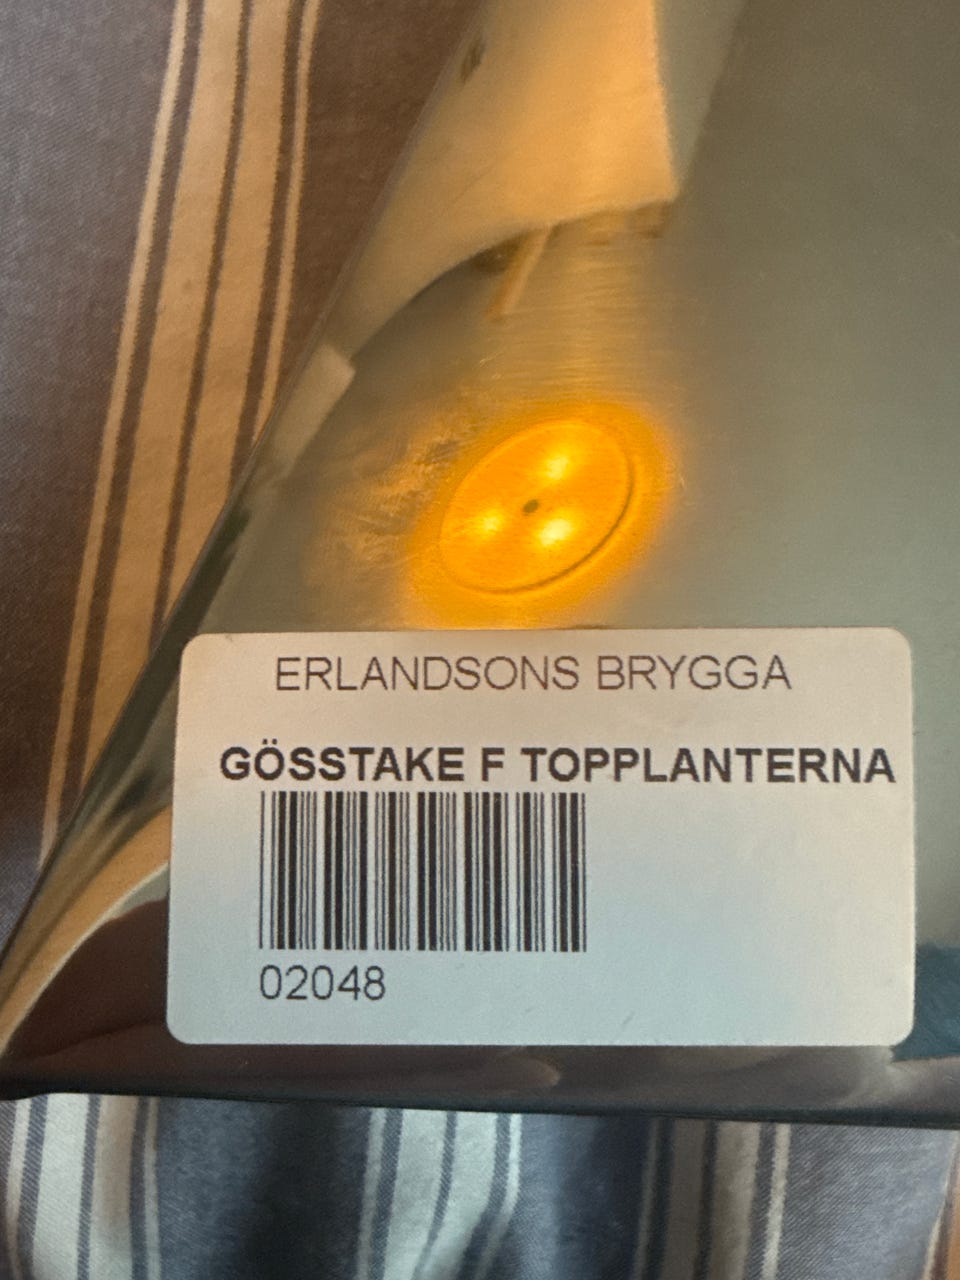 ERLANDSONS BRYGGA
GÖSSTAKE F TOPPLANTERNA
02048